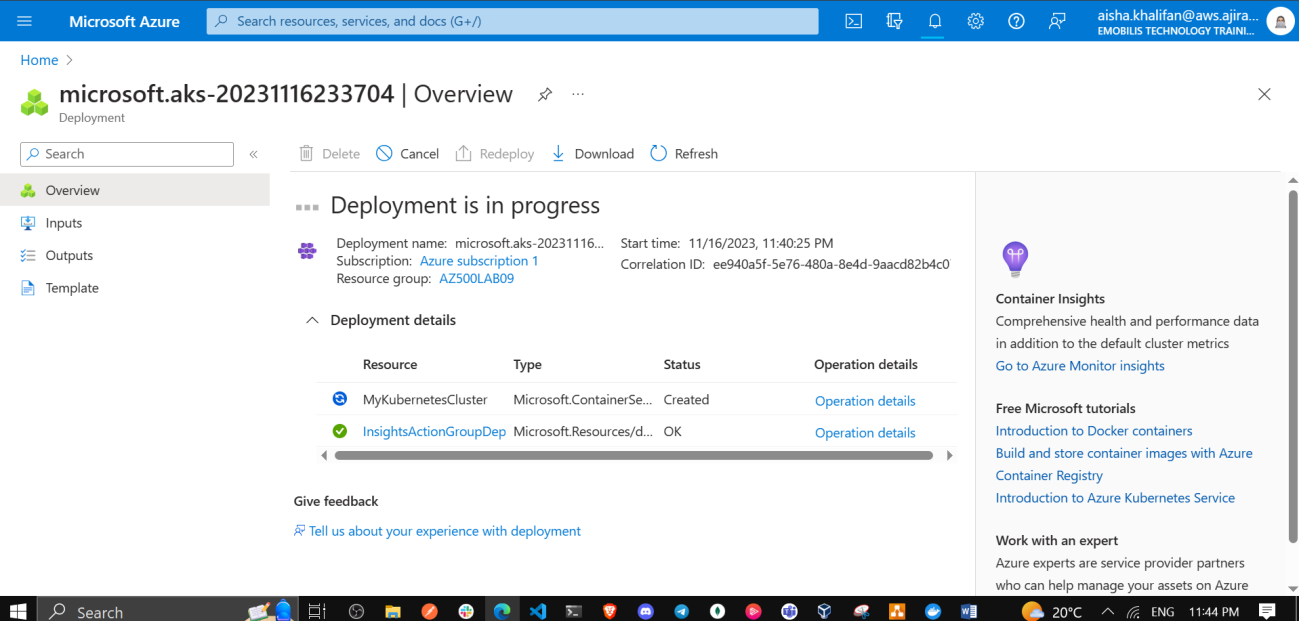 Microsoft Azure
Search resources, services, and docs (G+/)
aisha.khalifan@aws.ajira...
EMOBILIS TECHNOLOGY TRAINI...
Home
microsoft.aks-20231116233704 | Overview
...
Deployment
Search
«
Delete
Cancel
Redeploy
Download
Refresh
Overview
Inputs
Outputs
Template
Deployment is in progress
Deployment name: microsoft.aks-20231116...
Subscription: Azure subscription 1
Resource group: AZ500LAB09
Start time: 11/16/2023, 11:40:25 PM
Correlation ID: ee940a5f-5e76-480a-8e4d-9aacd82b4c0
Deployment details
Resource Type Status Operation details
MyKubernetesCluster Microsoft.ContainerSe... Created Operation details
InsightsActionGroupDep Microsoft.Resources/d... OK Operation details
Give feedback
Tell us about your experience with deployment
Container Insights
Comprehensive health and performance data
in addition to the default cluster metrics
Go to Azure Monitor insights
Free Microsoft tutorials
Introduction to Docker containers
Build and store container images with Azure
Container Registry
Introduction to Azure Kubernetes Service
Work with an expert
Azure experts are service provider partners
who can help manage your assets on Azure
Search
20°C
ENG
11:44 PM